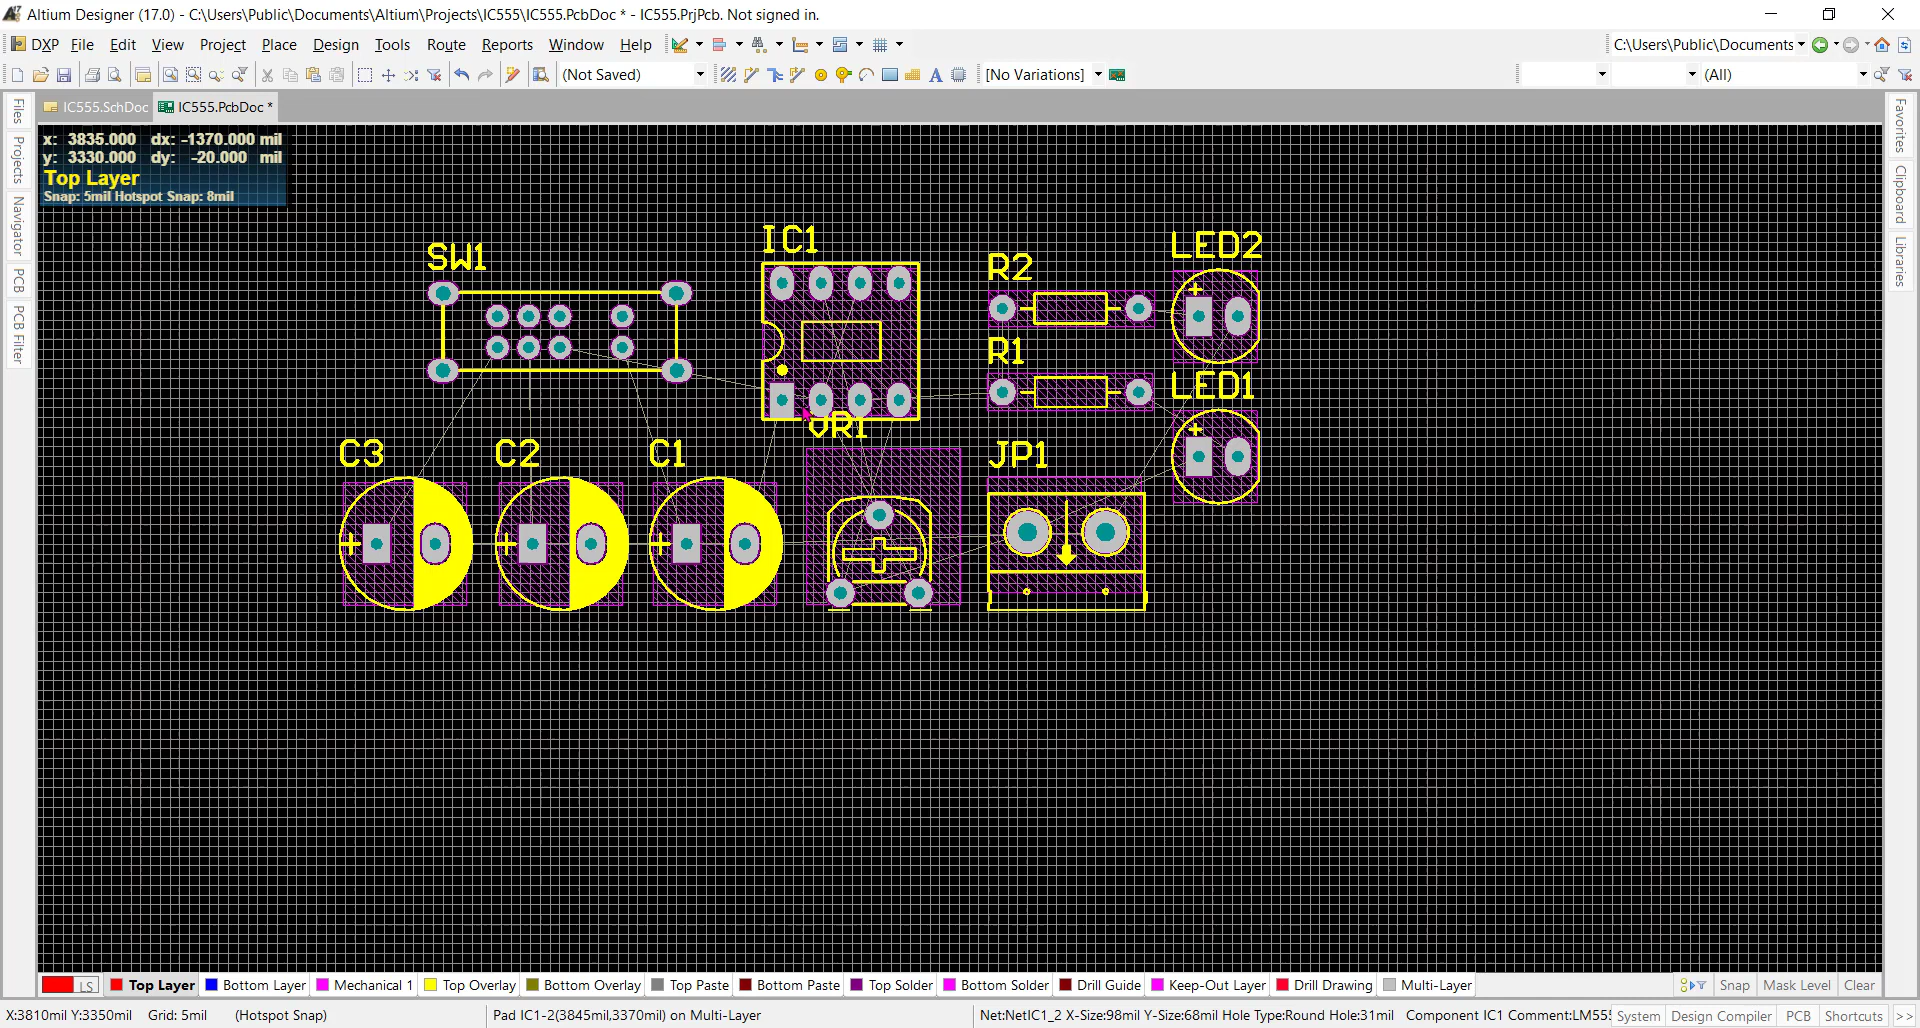 Altium Designer (17.0) - C:\Users\Public\Documents\Altium\Projects\IC555\IC555.PcbDoc * - IC555.PrjPcb. Not signed in.
DXP File Edit View Project Place Design Tools Route Reports Window Help C:\Users\Public\Documents
(Not Saved) A [No Variations] (All)
IC555.SchDoc IC555.PcbDoc *
Files
Projects
Navigator
PCB
PCB Filter
Favorites
Clipboard
Libraries
x: 3835.000 dx: -1370.000 mil
y: 3330.000 dy: -20.000 mil
Top Layer
Snap: 5mil Hotspot Snap: 8mil
SW1
IC1
R2
LED2
R1
LED1
VR1
C3
C2
C1
JP1
LS Top Layer Bottom Layer Mechanical 1 Top Overlay Bottom Overlay Top Paste Bottom Paste Top Solder Bottom Solder Drill Guide Keep-Out Layer Drill Drawing Multi-Layer Snap Mask Level Clear
X:3810mil Y:3350mil Grid: 5mil (Hotspot Snap) Pad IC1-2(3845mil,3370mil) on Multi-Layer Net:NetIC1_2 X-Size:98mil Y-Size:68mil Hole Type:Round Hole:31mil Component IC1 Comment:LM555 System Design Compiler PCB Shortcuts >>